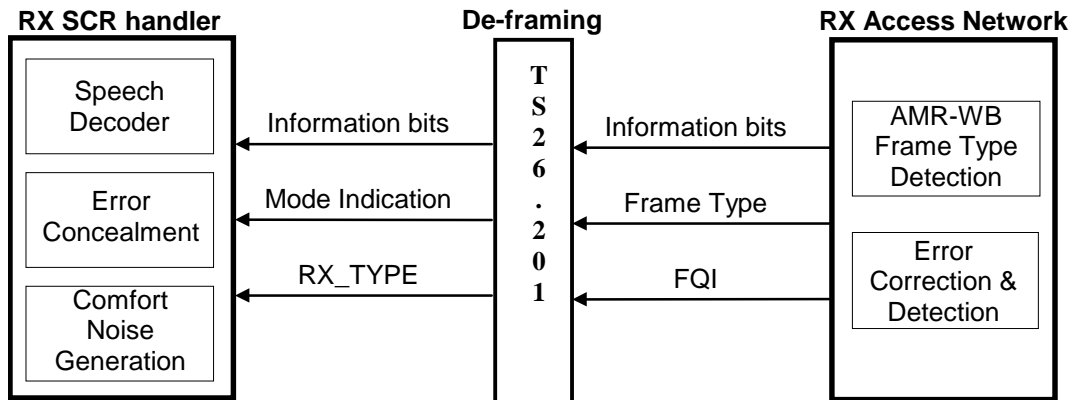 RX SCR handler
De-framing
RX Access Network
Speech
Decoder
Error
Concealment
Comfort
Noise
Generation
Information bits
Mode Indication
RX_TYPE
T
S
2
6
.
2
0
1
Information bits
Frame Type
FQI
AMR-WB
Frame Type
Detection
Error
Correction &
Detection